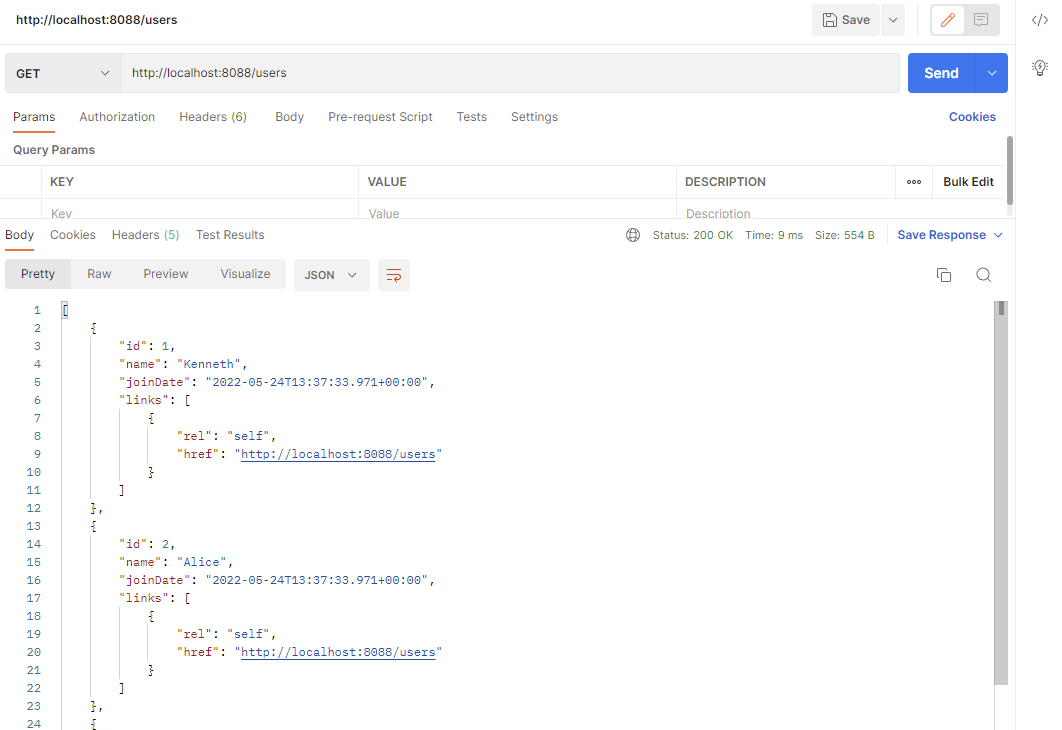 http://localhost:8088/users
Save
GET http://localhost:8088/users Send
Params Authorization Headers (6) Body Pre-request Script Tests Settings Cookies
Query Params
KEY VALUE DESCRIPTION ooo Bulk Edit
Key Value Description
Body Cookies Headers (5) Test Results Status: 200 OK Time: 9 ms Size: 554 B Save Response
Pretty Raw Preview Visualize JSON
1 [
2 {
3 "id": 1,
4 "name": "Kenneth",
5 "joinDate": "2022-05-24T13:37:33.971+00:00",
6 "links": [
7 {
8 "rel": "self",
9 "href": "http://localhost:8088/users"
10 }
11 ]
12 },
13 {
14 "id": 2,
15 "name": "Alice",
16 "joinDate": "2022-05-24T13:37:33.971+00:00",
17 "links": [
18 {
19 "rel": "self",
20 "href": "http://localhost:8088/users"
21 }
22 ]
23 },
24 {